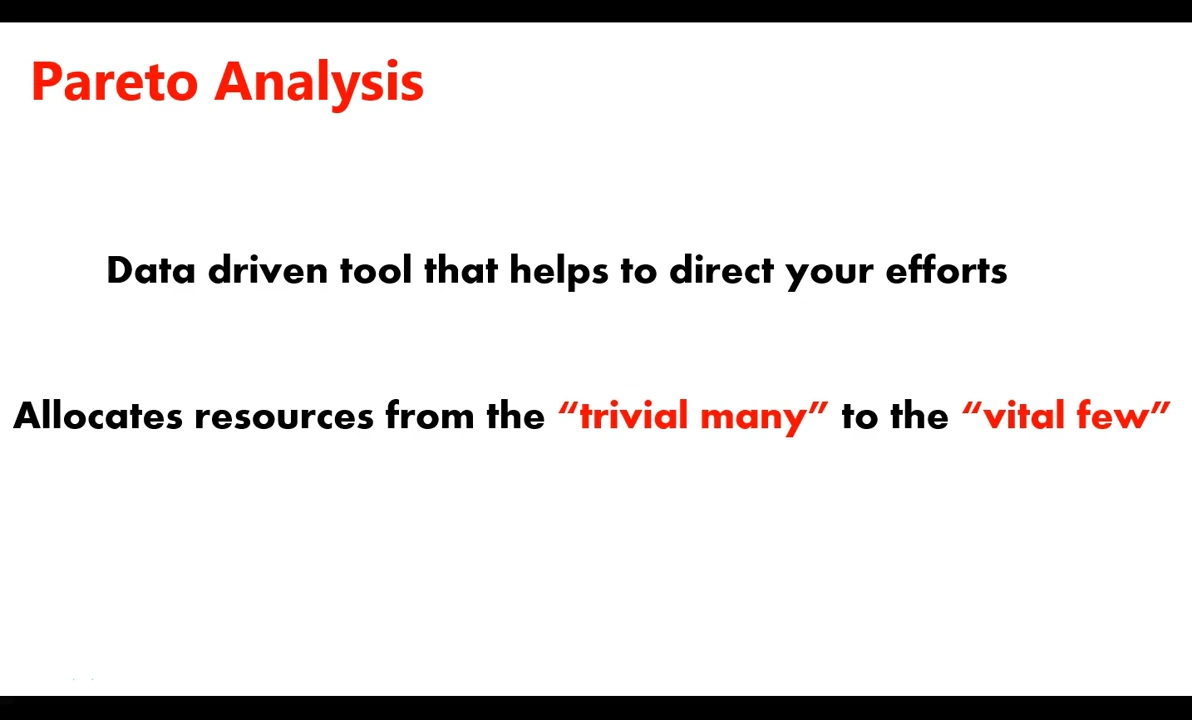 Pareto Analysis
Data driven tool that helps to direct your efforts
Allocates resources from the “trivial many” to the “vital few”